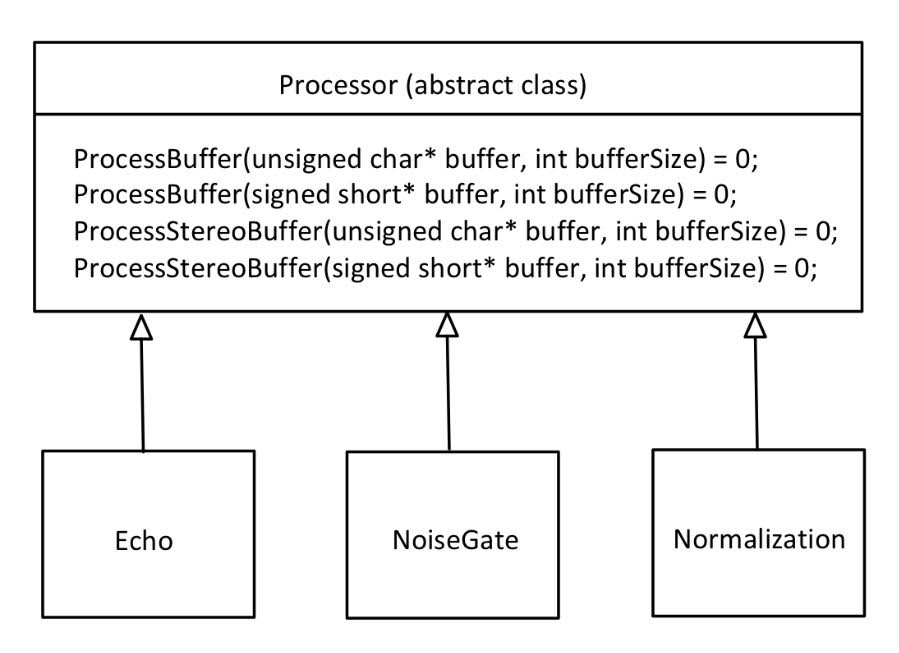 Processor (abstract class)
ProcessBuffer(unsigned char* buffer, int bufferSize) = 0;
ProcessBuffer(signed short* buffer, int bufferSize) = 0;
ProcessStereoBuffer(unsigned char* buffer, int bufferSize) = 0;
ProcessStereoBuffer(signed short* buffer, int bufferSize) = 0;
Echo
NoiseGate
Normalization